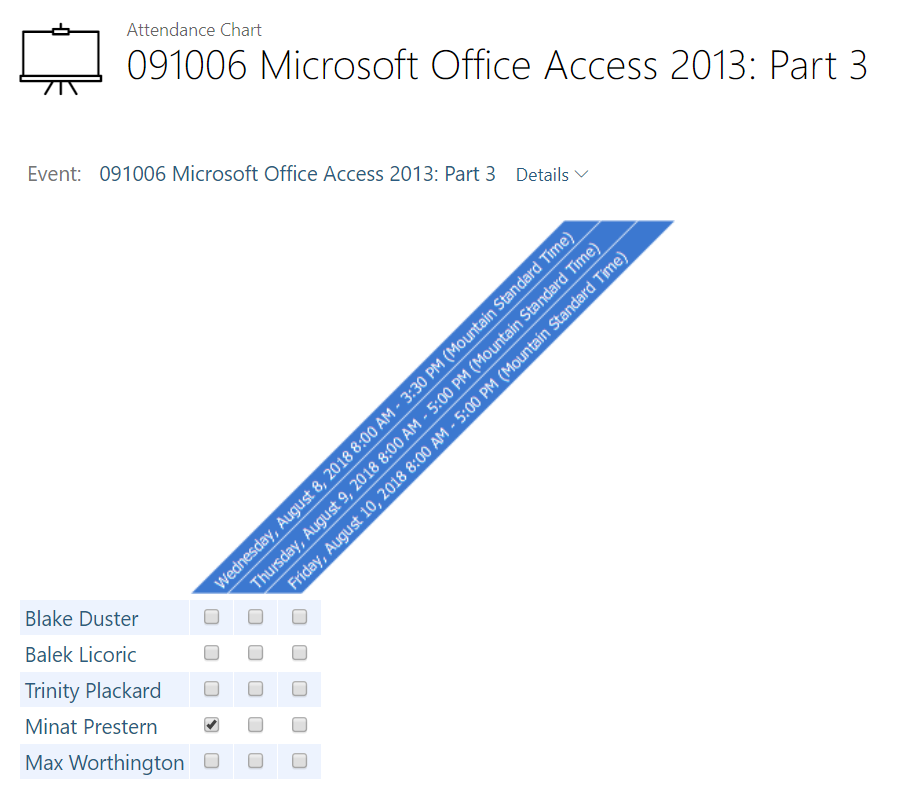 Attendance Chart
091006 Microsoft Office Access 2013: Part 3
Event: 091006 Microsoft Office Access 2013: Part 3 Details
Wednesday, August 8, 2018 8:00 AM - 3:30 PM (Mountain Standard Time)
Thursday, August 9, 2018 8:00 AM - 5:00 PM (Mountain Standard Time)
Friday, August 10, 2018 8:00 AM - 5:00 PM (Mountain Standard Time)
Blake Duster
Balek Licoric
Trinity Plackard
Minat Prestern
Max Worthington